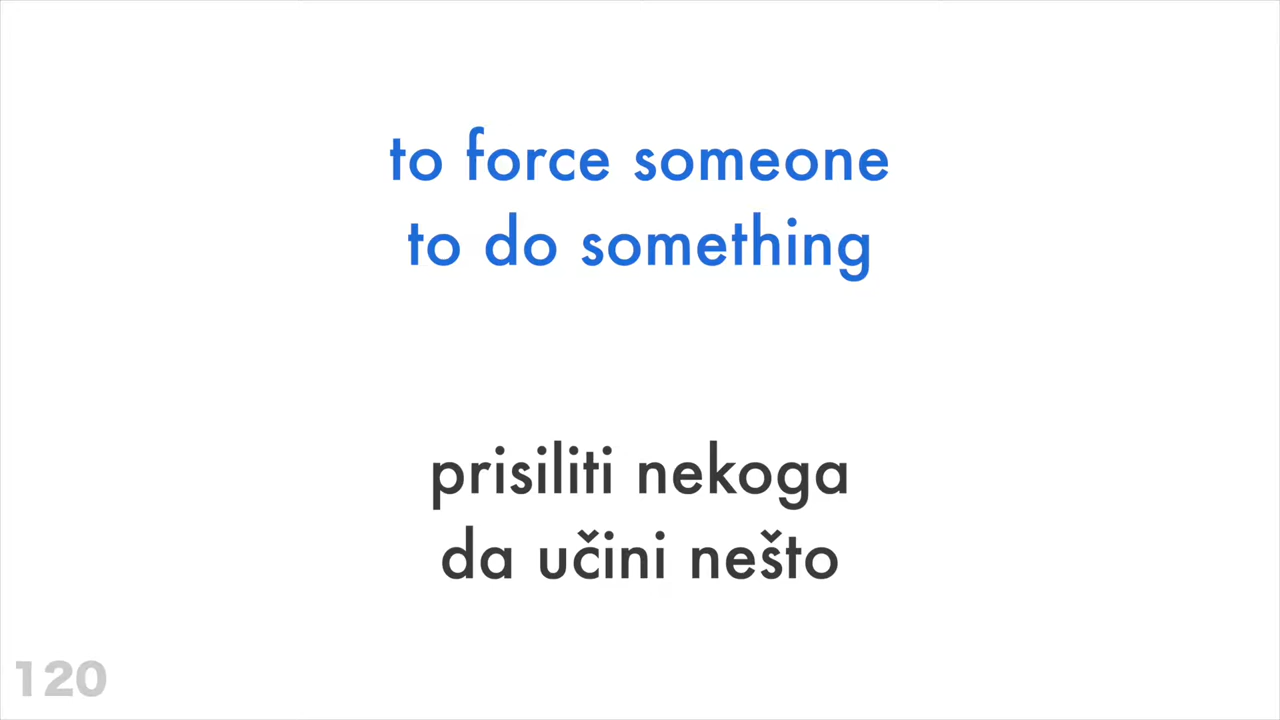 to force someone
to do something
prisiliti nekoga
da učini nešto
120